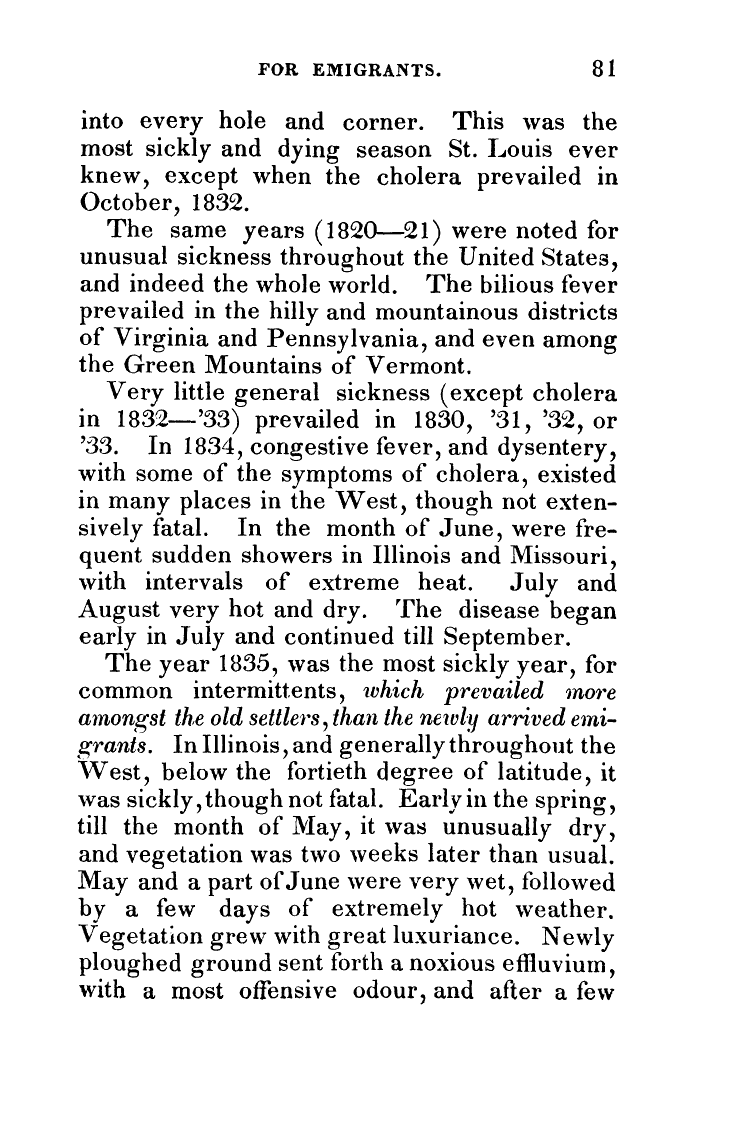 FOR EMIGRANTS. 81
into every hole and corner. This was the
most sickly and dying season St. Louis ever
knew, except when the cholera prevailed in
October, 1832.
The same years (1820—21) were noted for
unusual sickness throughout the United States,
and indeed the whole world. The bilious fever
prevailed in the hilly and mountainous districts
of Virginia and Pennsylvania, and even among
the Green Mountains of Vermont.
Very little general sickness (except cholera
in 1832—’33) prevailed in 1830, ’31, ’32, or
’33. In 1834, congestive fever, and dysentery,
with some of the symptoms of cholera, existed
in many places in the West, though not exten-
sively fatal. In the month of June, were fre-
quent sudden showers in Illinois and Missouri,
with intervals of extreme heat. July and
August very hot and dry. The disease began
early in July and continued till September.
The year 1835, was the most sickly year, for
common intermittents, which prevailed more
amongst the old settlers, than the newly arrived emi-
grants. In Illinois, and generally throughout the
West, below the fortieth degree of latitude, it
was sickly, though not fatal. Early in the spring,
till the month of May, it was unusually dry,
and vegetation was two weeks later than usual.
May and a part of June were very wet, followed
by a few days of extremely hot weather.
Vegetation grew with great luxuriance. Newly
ploughed ground sent forth a noxious effluvium,
with a most offensive odour, and after a few